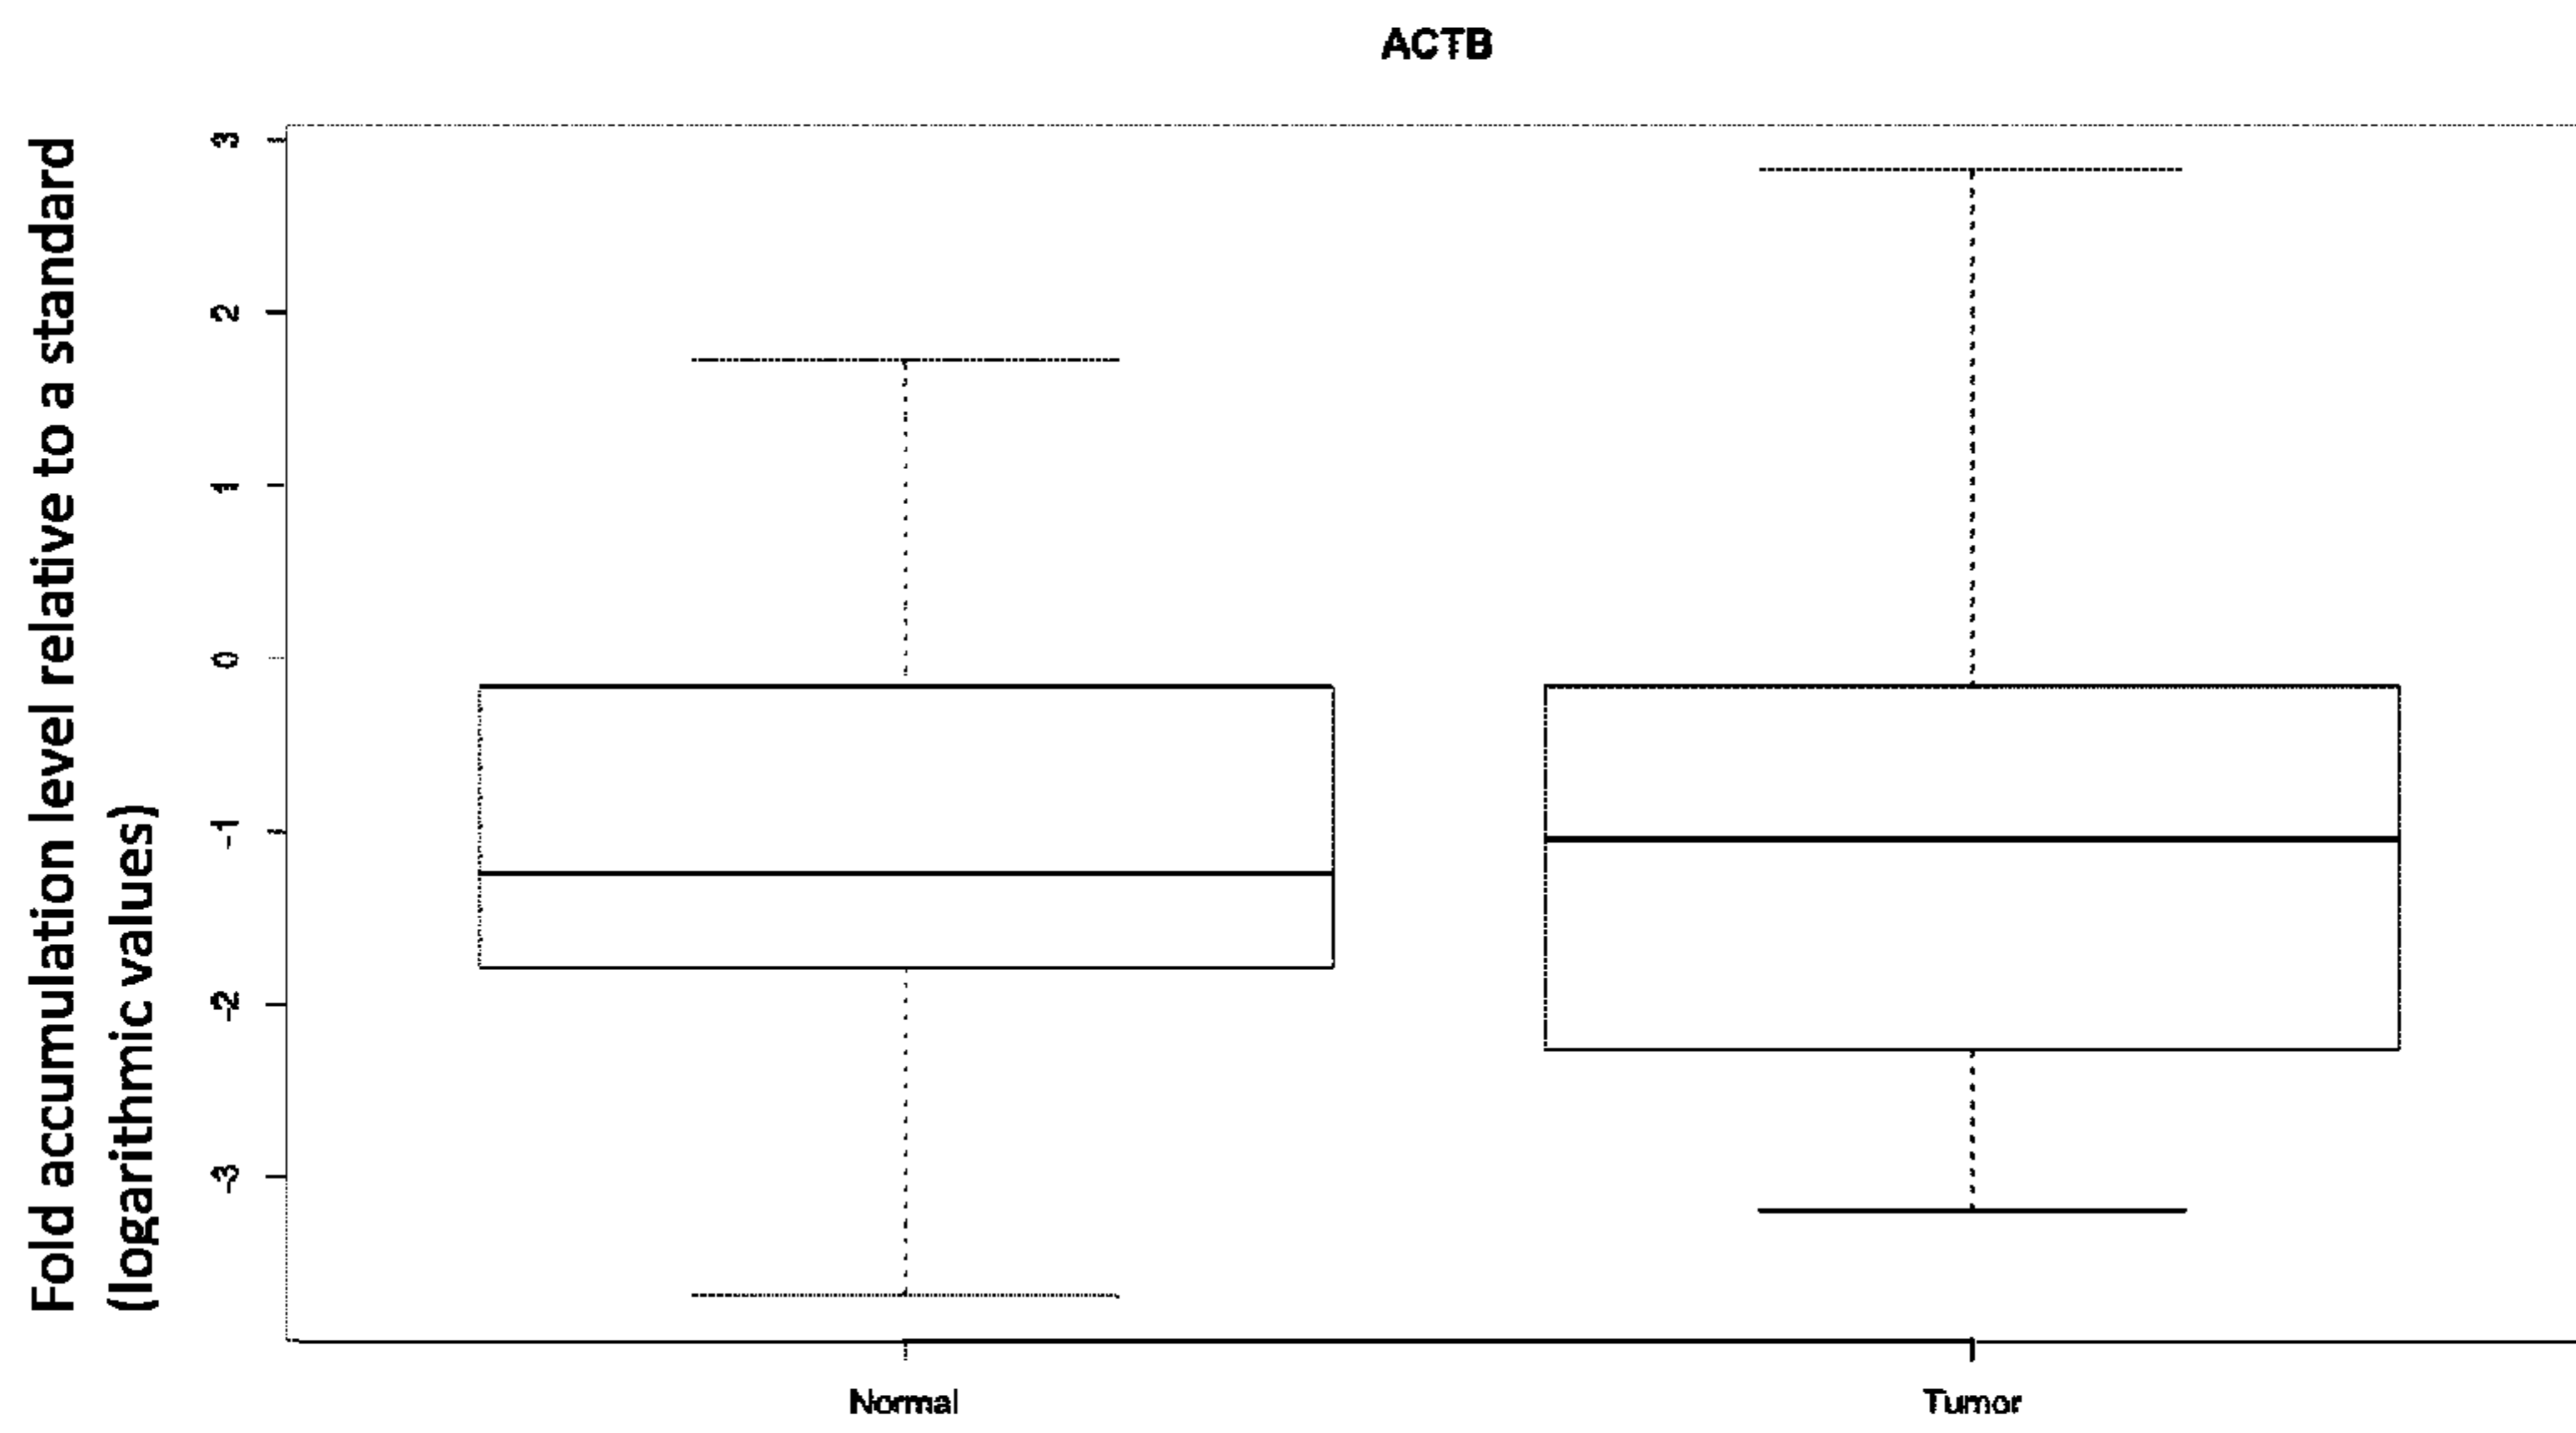 ACTB
Fold accumulation level relative to a standard
(logarithmic values)
3
2
1
0
-1
-2
-3
Normal
Tumor